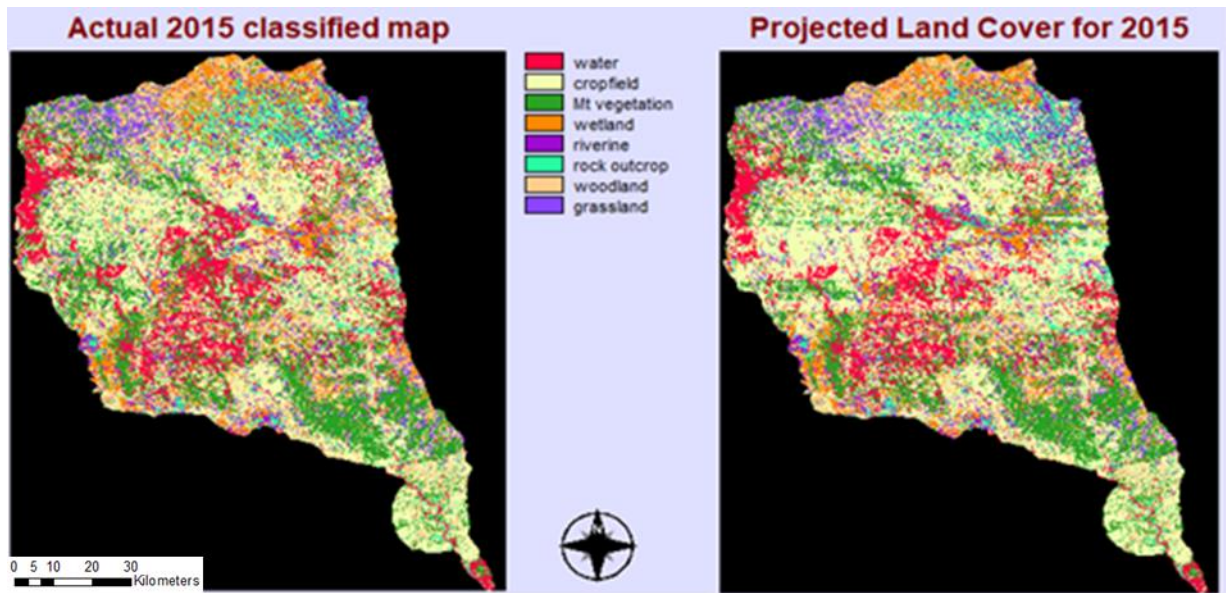 Actual 2015 classified map
Projected Land Cover for 2015
water
cropfield
Mt vegetation
wetland
riverine
rock outcrop
woodland
grassland
N
0 5 10 20 30
Kilometers